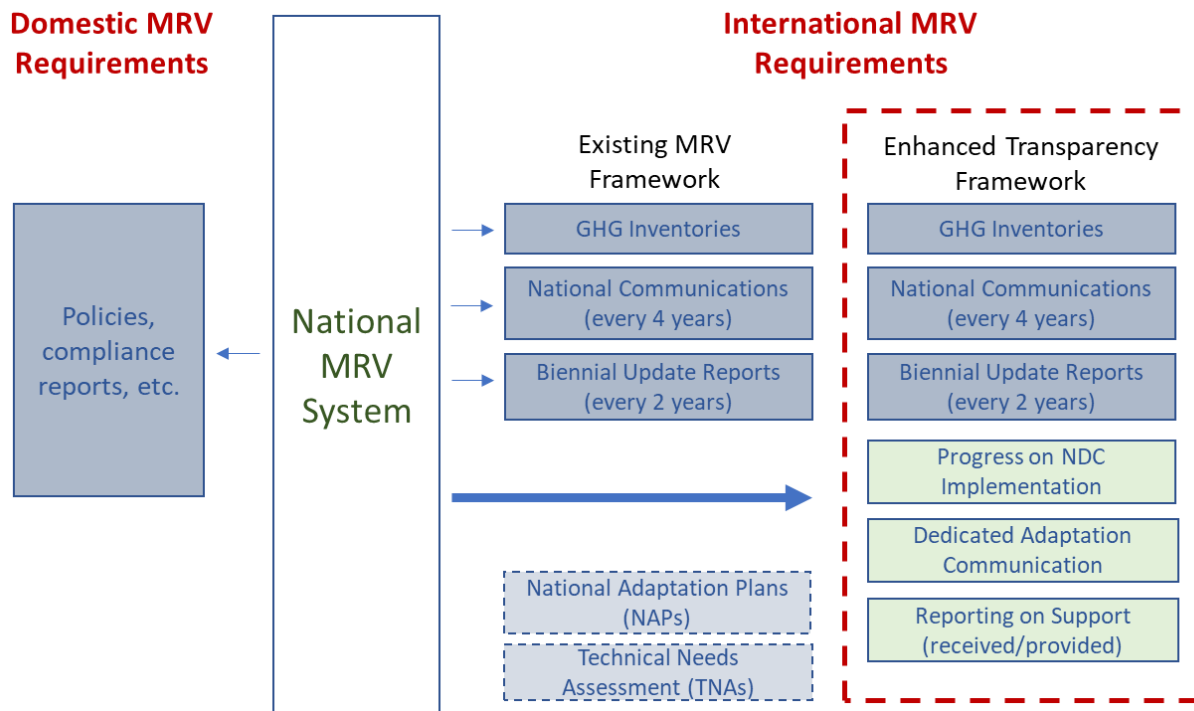 Domestic MRV
Requirements
International MRV
Requirements
Policies,
compliance
reports, etc.
National
MRV
System
Existing MRV
Framework
GHG Inventories
National Communications
(every 4 years)
Biennial Update Reports
(every 2 years)
National Adaptation Plans
(NAPs)
Technical Needs
Assessment (TNAs)
Enhanced Transparency
Framework
GHG Inventories
National Communications
(every 4 years)
Biennial Update Reports
(every 2 years)
Progress on NDC
Implementation
Dedicated Adaptation
Communication
Reporting on Support
(received/provided)